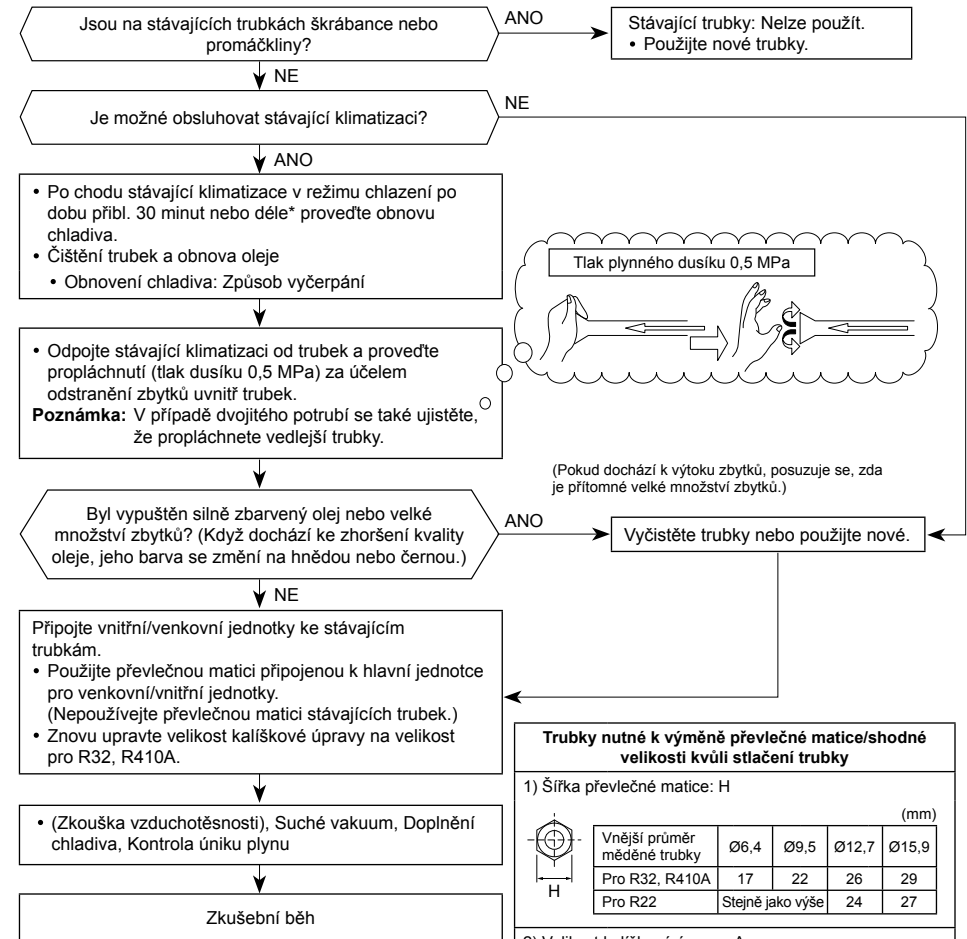 Jsou na stávajících trubkách škrábance nebo
promáčkliny?
ANO
Stávající trubky: Nelze použít.
• Použijte nové trubky.
NE
Je možné obsluhovat stávající klimatizaci?
NE
ANO
• Po chodu stávající klimatizace v režimu chlazení po
dobu přibl. 30 minut nebo déle* proveďte obnovu
chladiva.
• Čištění trubek a obnova oleje
• Obnovení chladiva: Způsob vyčerpání
Tlak plynného dusíku 0,5 MPa
• Odpojte stávající klimatizaci od trubek a proveďte
propláchnutí (tlak dusíku 0,5 MPa) za účelem
odstranění zbytků uvnitř trubek.
Poznámka: V případě dvojitého potrubí se také ujistěte,
že propláchnete vedlejší trubky.
(Pokud dochází k výtoku zbytků, posuzuje se, zda
je přítomné velké množství zbytků.)
Byl vypuštěn silně zbarvený olej nebo velké
množství zbytků? (Když dochází ke zhoršení kvality
oleje, jeho barva se změní na hnědou nebo černou.)
ANO
Vyčistěte trubky nebo použijte nové.
NE
Připojte vnitřní/venkovní jednotky ke stávajícím
trubkám.
• Použijte převlečnou matici připojenou k hlavní jednotce
pro venkovní/vnitřní jednotky.
(Nepoužívejte převlečnou matici stávajících trubek.)
• Znovu upravte velikost kalíškové úpravy na velikost
pro R32, R410A.
• (Zkouška vzduchotěsnosti), Suché vakuum, Doplnění
chladiva, Kontrola úniku plynu
Zkušební běh
Trubky nutné k výměně převlečné matice/shodné
velikosti kvůli stlačení trubky
1) Šířka převlečné matice: H
(mm)
H
Vnější průměr
měděné trubky Ø6,4 Ø9,5 Ø12,7 Ø15,9
Pro R32, R410A 17 22 26 29
Pro R22 Stejně jako výše 24 27